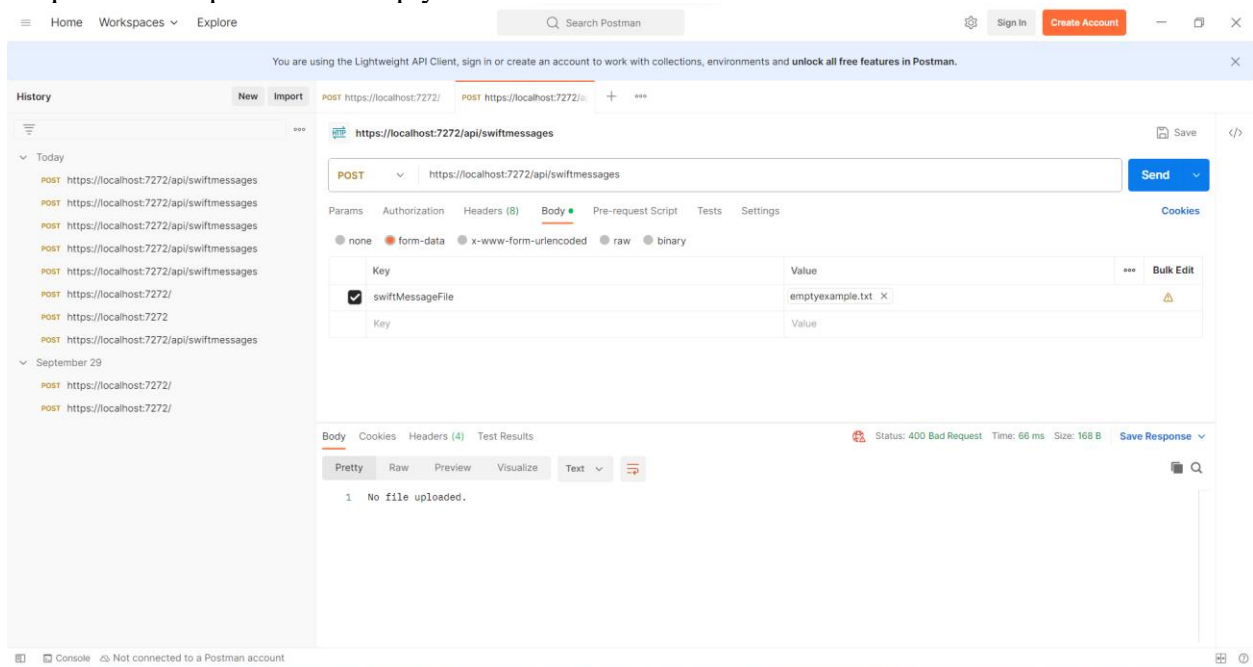 Home Workspaces Explore Search Postman Sign In Create Account
You are using the Lightweight API Client, sign in or create an account to work with collections, environments and unlock all free features in Postman.
History New Import POST https://localhost:7272/ POST https://localhost:7272/a
https://localhost:7272/api/swiftmessages Save </>
Today
POST https://localhost:7272/api/swiftmessages
POST https://localhost:7272/api/swiftmessages
POST https://localhost:7272/api/swiftmessages
POST https://localhost:7272/api/swiftmessages
POST https://localhost:7272/api/swiftmessages
POST https://localhost:7272/
POST https://localhost:7272
POST https://localhost:7272/api/swiftmessages
September 29
POST https://localhost:7272/
POST https://localhost:7272/
POST https://localhost:7272/api/swiftmessages Send
Params Authorization Headers (8) Body Pre-request Script Tests Settings Cookies
none form-data x-www-form-urlencoded raw binary
Key Value Bulk Edit
swiftMessageFile emptyexample.txt
Key Value
Body Cookies Headers (4) Test Results Status: 400 Bad Request Time: 66 ms Size: 168 B Save Response
Pretty Raw Preview Visualize Text
1 No file uploaded.
Console Not connected to a Postman account